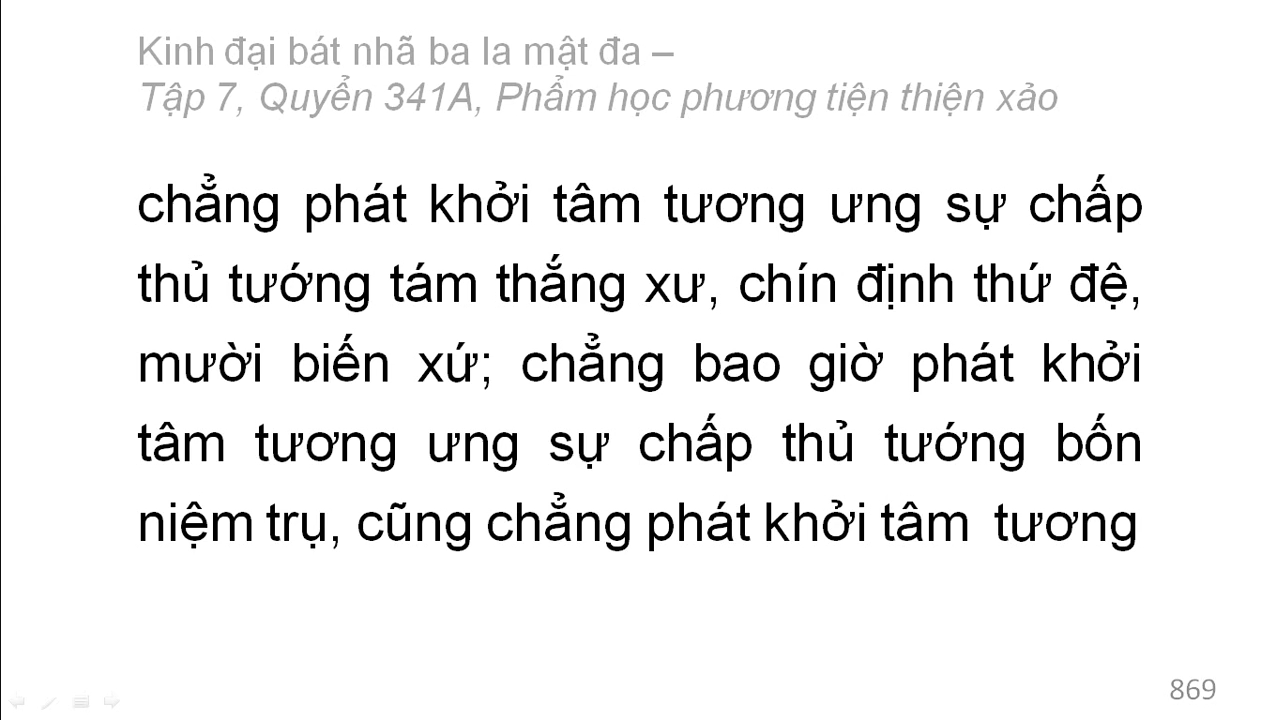 Kinh đại bát nhã ba la mật đa –
Tập 7, Quyển 341A, Phẩm học phương tiện thiện xảo
chẳng phát khởi tâm tương ưng sự chấp
thủ tướng tám thắng xư, chín định thứ đệ,
mười biến xứ; chẳng bao giờ phát khởi
tâm tương ưng sự chấp thủ tướng bốn
niệm trụ, cũng chẳng phát khởi tâm tương
869